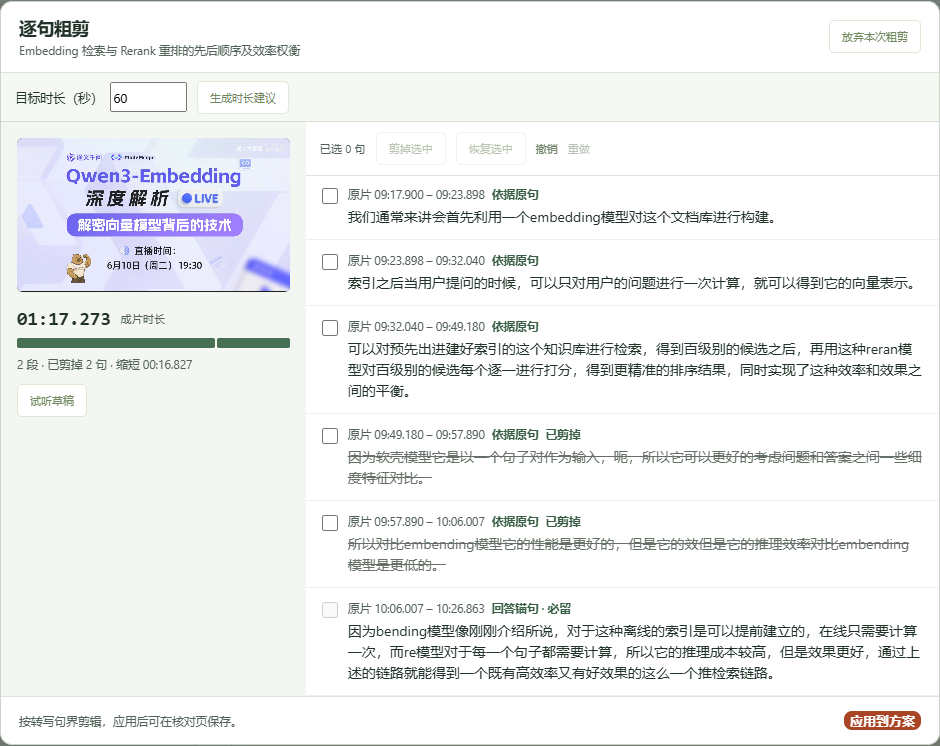 逐句粗剪
Embedding 检索与 Rerank 重排的先后顺序及效率权衡
放弃本次粗剪
目标时长（秒）
60
生成时长建议
通义千问
ModelScope
Qwen3-Embedding
深度解析
LIVE
解密向量模型背后的技术
直播时间：
6月10日（周二）19:30
01:17.273 成片时长
2 段 · 已剪掉 2 句 · 缩短 00:16.827
试听草稿
已选 0 句
剪掉选中
恢复选中
撤销
重做
原片 09:17.900 – 09:23.898 依据原句
我们通常来讲会首先利用一个embedding模型对这个文档库进行构建。
原片 09:23.898 – 09:32.040 依据原句
索引之后当用户提问的时候，可以只对用户的问题进行一次计算，就可以得到它的向量表示。
原片 09:32.040 – 09:49.180 依据原句
可以对预先出进建好索引的这个知识库进行检索，得到百级别的候选之后，再用这种reran模
型对百级别的候选每个逐一进行打分，得到更精准的排序结果，同时实现了这种效率和效果之
间的平衡。
原片 09:49.180 – 09:57.890 依据原句 已剪掉
因为软壳模型它是以一个句子对作为输入，呃，所以它可以更好的考虑问题和答案之间一些细
度特征对比。
原片 09:57.890 – 10:06.007 依据原句 已剪掉
所以对比embending模型它的性能是更好的，但是它的效但是它的推理效率对比embending
模型是更低的。
原片 10:06.007 – 10:26.863 回答锚句 · 必留
因为bending模型像刚刚介绍所说，对于这种离线的索引是可以提前建立的，在线只需要计算
一次，而re模型对于每一个句子都需要计算，所以它的推理成本较高，但是效果更好，通过上
述的链路就能得到一个既有高效率又有好效果的这么一个推检索链路。
按转写句界剪辑，应用后可在核对页保存。
应用到方案